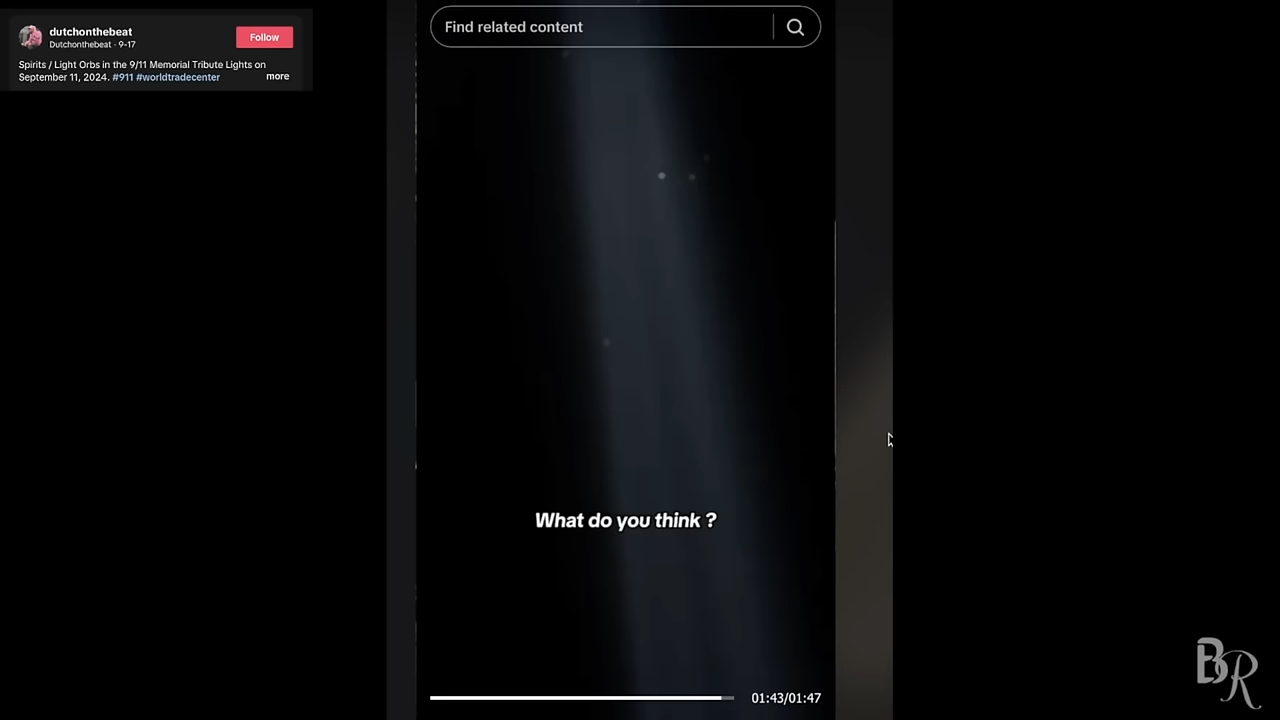 dutchonthebeat
Dutchonthebeat · 9-17
Follow
Spirits / Light Orbs in the 9/11 Memorial Tribute Lights on
September 11, 2024. #911 #worldtradecenter
more
Find related content
What do you think ?
01:43/01:47
BR